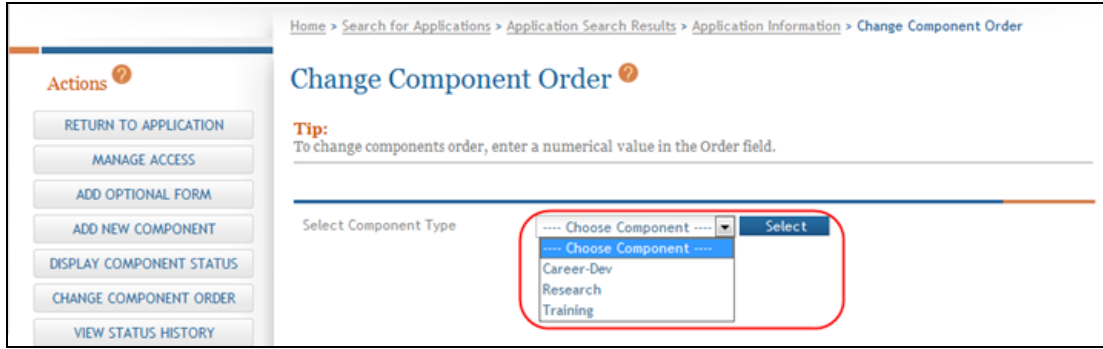 Home > Search for Applications > Application Search Results > Application Information > Change Component Order
Actions ?
RETURN TO APPLICATION
MANAGE ACCESS
ADD OPTIONAL FORM
ADD NEW COMPONENT
DISPLAY COMPONENT STATUS
CHANGE COMPONENT ORDER
VIEW STATUS HISTORY
Change Component Order ?
Tip:
To change components order, enter a numerical value in the Order field.
Select Component Type
---- Choose Component ---- Select
---- Choose Component ----
Career-Dev
Research
Training